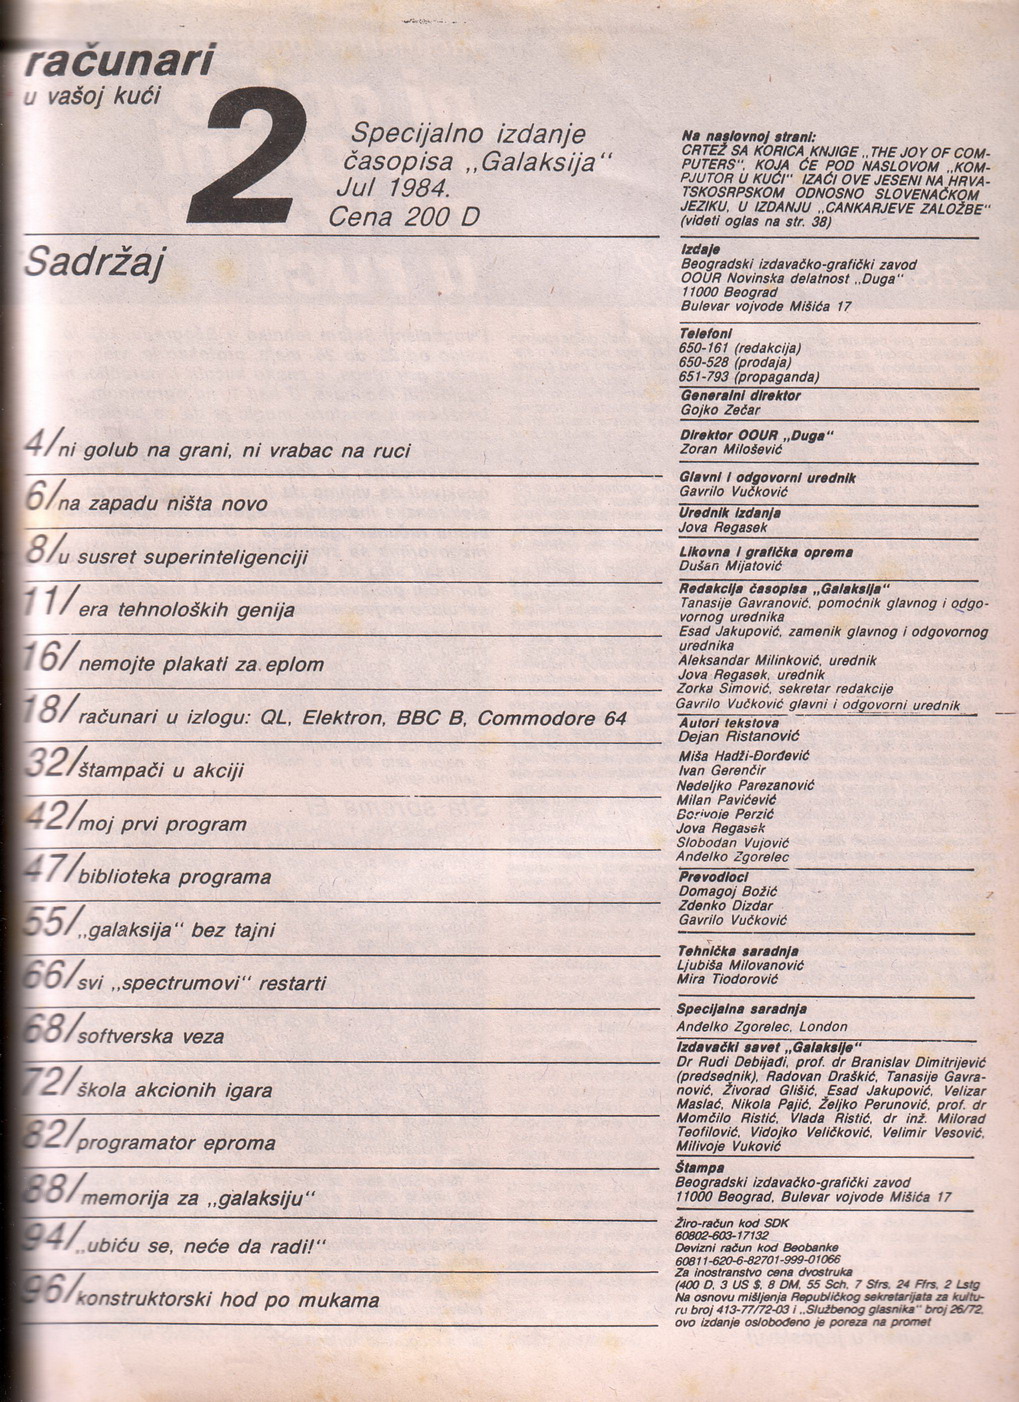 računari
u vašoj kući
2
Specijalno izdanje
časopisa „Galaksija“
Jul 1984.
Cena 200 D
Sadržaj
4/ni golub na grani, ni vrabac na ruci
6/na zapadu ništa novo
8/u susret superinteligenciji
11/era tehnoloških genija
16/nemojte plakati za eplom
18/računari u izlogu: QL, Elektron, BBC B, Commodore 64
32/štampači u akciji
42/moj prvi program
47/biblioteka programa
55/„galaksija“ bez tajni
66/svi „spectrumovi“ restarti
68/softverska veza
72/škola akcionih igara
82/programator eproma
88/memorija za „galaksiju“
94/„ubiću se, neće da radi!“
96/konstruktorski hod po mukama
Na naslovnoj strani:
CRTEŽ SA KORICA KNJIGE „THE JOY OF COM-
PUTERS“, KOJA ĆE POD NASLOVOM „KOM-
PJUTOR U KUĆI“ IZAĆI OVE JESENI NA HRVA-
TSKOSRPSKOM ODNOSNO SLOVENAČKOM
JEZIKU, U IZDANJU „CANKARJEVE ZALOŽBE“
(videti oglas na str. 38)
Izdaje
Beogradski izdavačko-grafički zavod
OOUR Novinska delatnost „Duga“
11000 Beograd
Bulevar vojvode Mišića 17
Telefoni
650-161 (redakcija)
650-528 (prodaja)
651-793 (propaganda)
Generalni direktor
Gojko Zečar
Direktor OOUR „Duga“
Zoran Milošević
Glavni i odgovorni urednik
Gavrilo Vučković
Urednik izdanja
Jova Regasek
Likovna i grafička oprema
Dušan Mijatović
Redakcija časopisa „Galaksija“
Tanasije Gavranović, pomoćnik glavnog i odgo-
vornog urednika
Esad Jakupović, zamenik glavnog i odgovornog
urednika
Aleksandar Milinković, urednik
Jova Regasek, urednik
Zorka Simović, sekretar redakcije
Gavrilo Vučković glavni i odgovorni urednik
Autori tekstova
Dejan Ristanović
Miša Hadži-Đorđević
Ivan Gerenčir
Nedeljko Parezanović
Milan Pavićević
Borivoje Perzić
Jova Regasek
Slobodan Vujović
Anđelko Zgorelec
Prevodioci
Domagoj Božić
Zdenko Dizdar
Gavrilo Vučković
Tehnička saradnja
Ljubiša Milovanović
Mira Tiodorović
Specijalna saradnja
Anđelko Zgorelec, London
Izdavački savet „Galaksije“
Dr Rudi Debijađi, prof. dr Branislav Dimitrijević
(predsednik), Radovan Draškić, Tanasije Gavra-
nović, Živorad Glišić, Esad Jakupović, Velizar
Maslać, Nikola Pajić, Željko Perunović, prof. dr
Momčilo Ristić, Vlada Ristić, dr inž. Milorad
Teofilović, Vidojko Veličković, Velimir Vesović,
Milivoje Vuković
Štampa
Beogradski izdavačko-grafički zavod
11000 Beograd, Bulevar vojvode Mišića 17
Žiro-račun kod SDK
60802-603-17132
Devizni račun kod Beobanke
60811-620-6-82701-999-01066
Za inostranstvo cena dvostruka
(400 D, 3 US $, 8 DM, 55 Sch, 7 Sfrs, 24 Ffrs, 2 Lstg
Na osnovu mišljenja Republičkog sekretarijata za kultu-
ru broj 413-77/72-03 i „Službenog glasnika“ broj 26/72,
ovo izdanje oslobođeno je poreza na promet